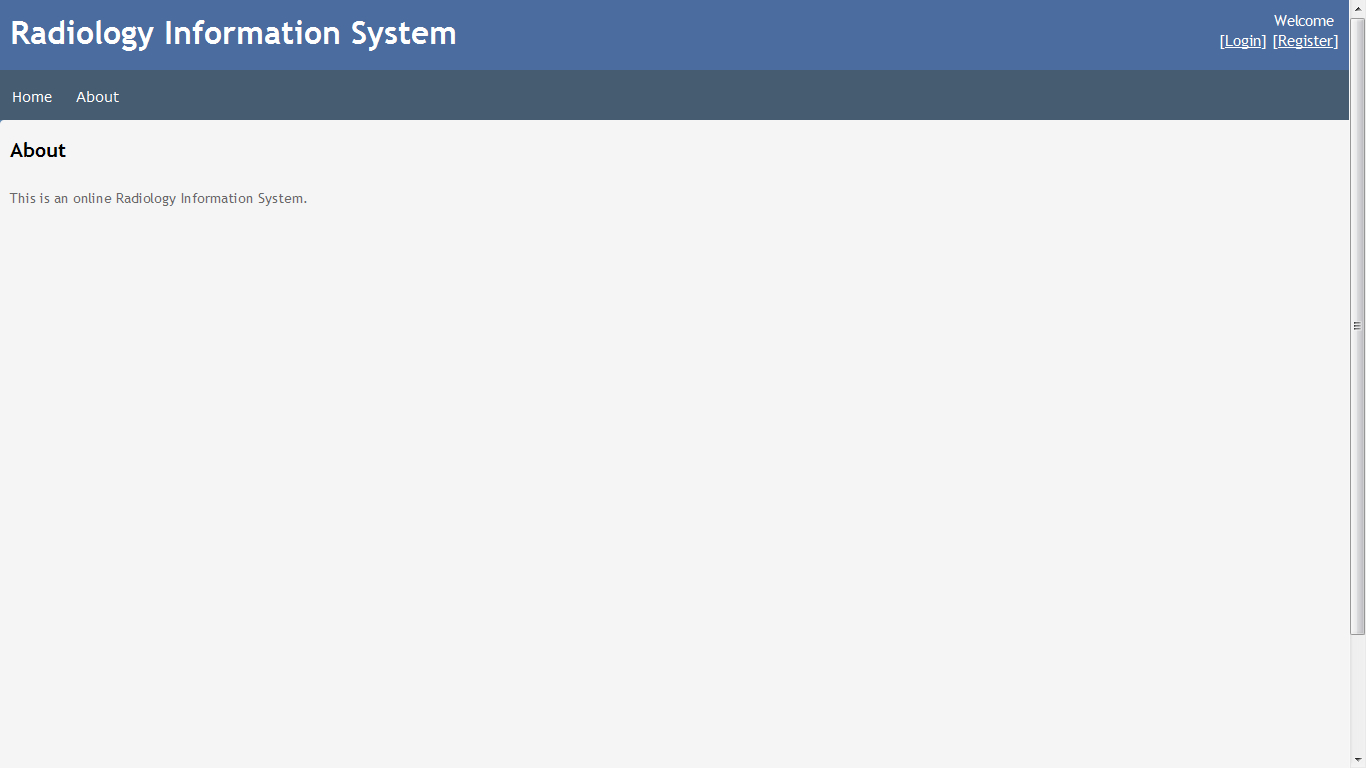 Radiology Information System
Welcome
[Login] [Register]
Home About
About
This is an online Radiology Information System.